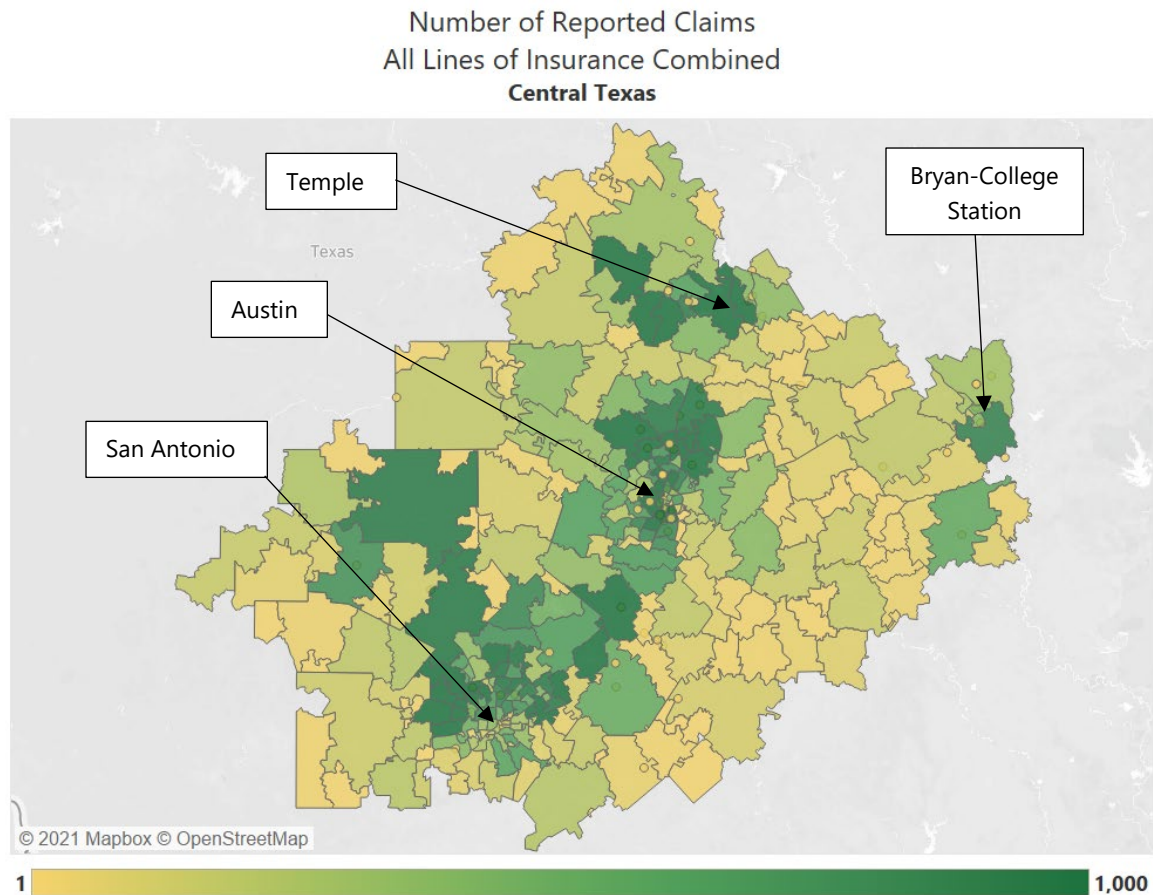 Number of Reported Claims
All Lines of Insurance Combined
Central Texas
Temple
Bryan-College
Station
Texas
Austin
San Antonio
© 2021 Mapbox © OpenStreetMap
1
1,000